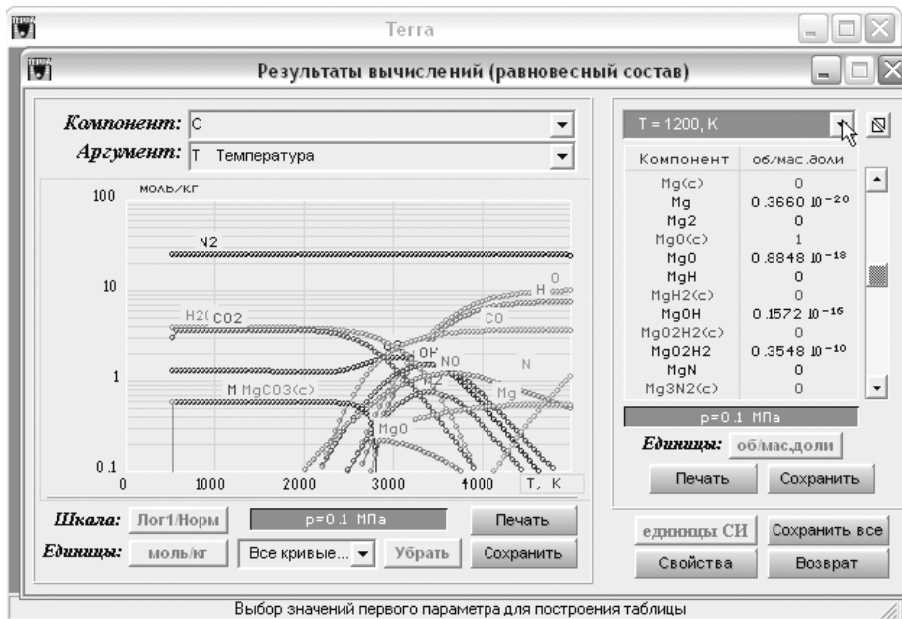 Terra
Результаты вычислений (равновесный состав)
Компонент: C
Аргумент: T Температура
моль/кг
100
10
1
0.1
N2
H2( CO2
M MgCO3(c)
MgO
OH
NO
H
O
CO
N
Mg
0 1000 2000 3000 4000 T, K
Шкала: Лог1/Норм p=0.1 МПа Печать
Единицы: моль/кг Все кривые... Убрать Сохранить
T = 1200, K
Компонент об/мас.доли
Mg(c) 0
Mg 0.3660 10⁻²⁰
Mg2 0
MgO(c) 1
MgO 0.8848 10⁻¹⁸
MgH 0
MgH2(c) 0
MgOH 0.1572 10⁻¹⁶
MgO2H2(c) 0
MgO2H2 0.3548 10⁻¹⁰
MgN 0
Mg3N2(c) 0
p=0.1 МПа
Единицы: об/мас.доли
Печать Сохранить
единицы СИ Сохранить все
Свойства Возврат
Выбор значений первого параметра для построения таблицы